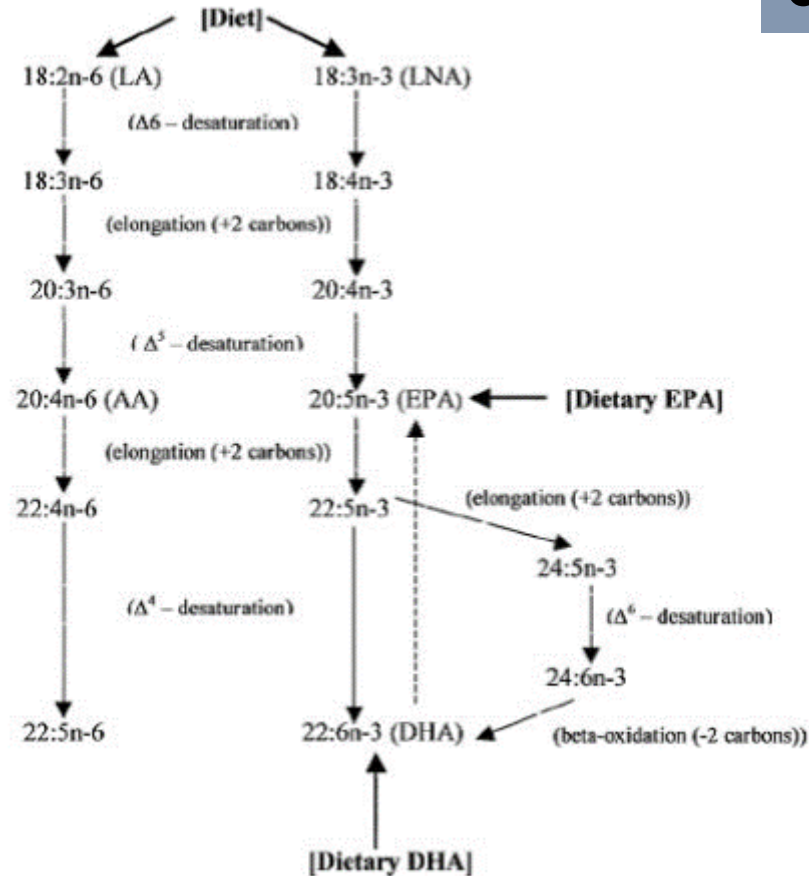 [Diet]
18:2n-6 (LA) 18:3n-3 (LNA)
(Δ6 – desaturation)
18:3n-6 18:4n-3
(elongation (+2 carbons))
20:3n-6 20:4n-3
( Δ⁵ – desaturation)
20:4n-6 (AA) 20:5n-3 (EPA) [Dietary EPA]
(elongation (+2 carbons))
22:4n-6 22:5n-3 (elongation (+2 carbons))
24:5n-3
(Δ⁴ – desaturation) (Δ⁶ – desaturation)
24:6n-3
22:5n-6 22:6n-3 (DHA) (beta-oxidation (-2 carbons))
[Dietary DHA]